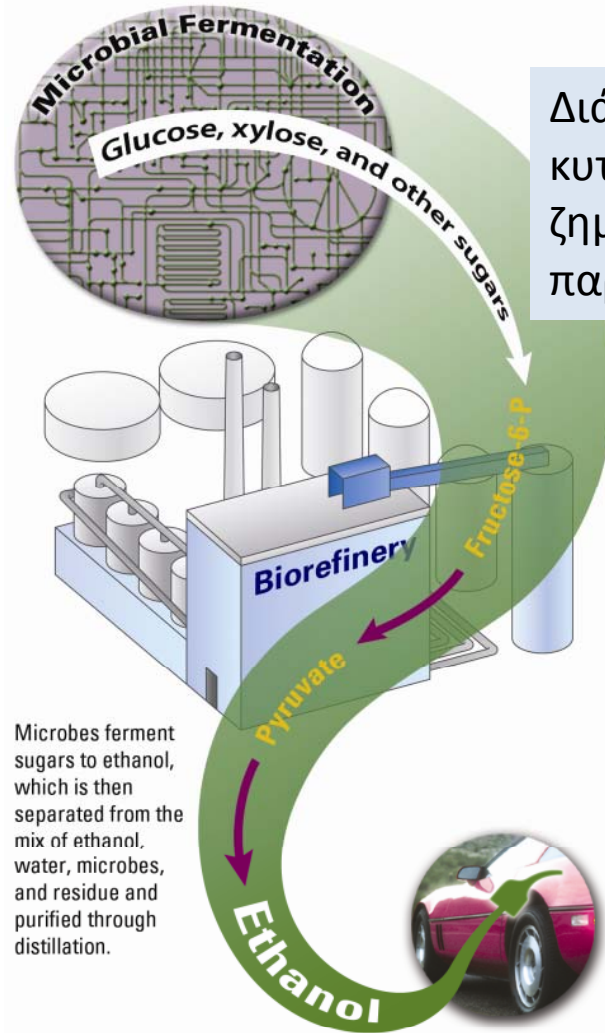 Microbial Fermentation
Glucose, xylose, and other sugars
Fructose-6-P
Biorefinery
Pyruvate
Microbes ferment
sugars to ethanol,
which is then
separated from the
mix of ethanol,
water, microbes,
and residue and
purified through
distillation.
Ethanol